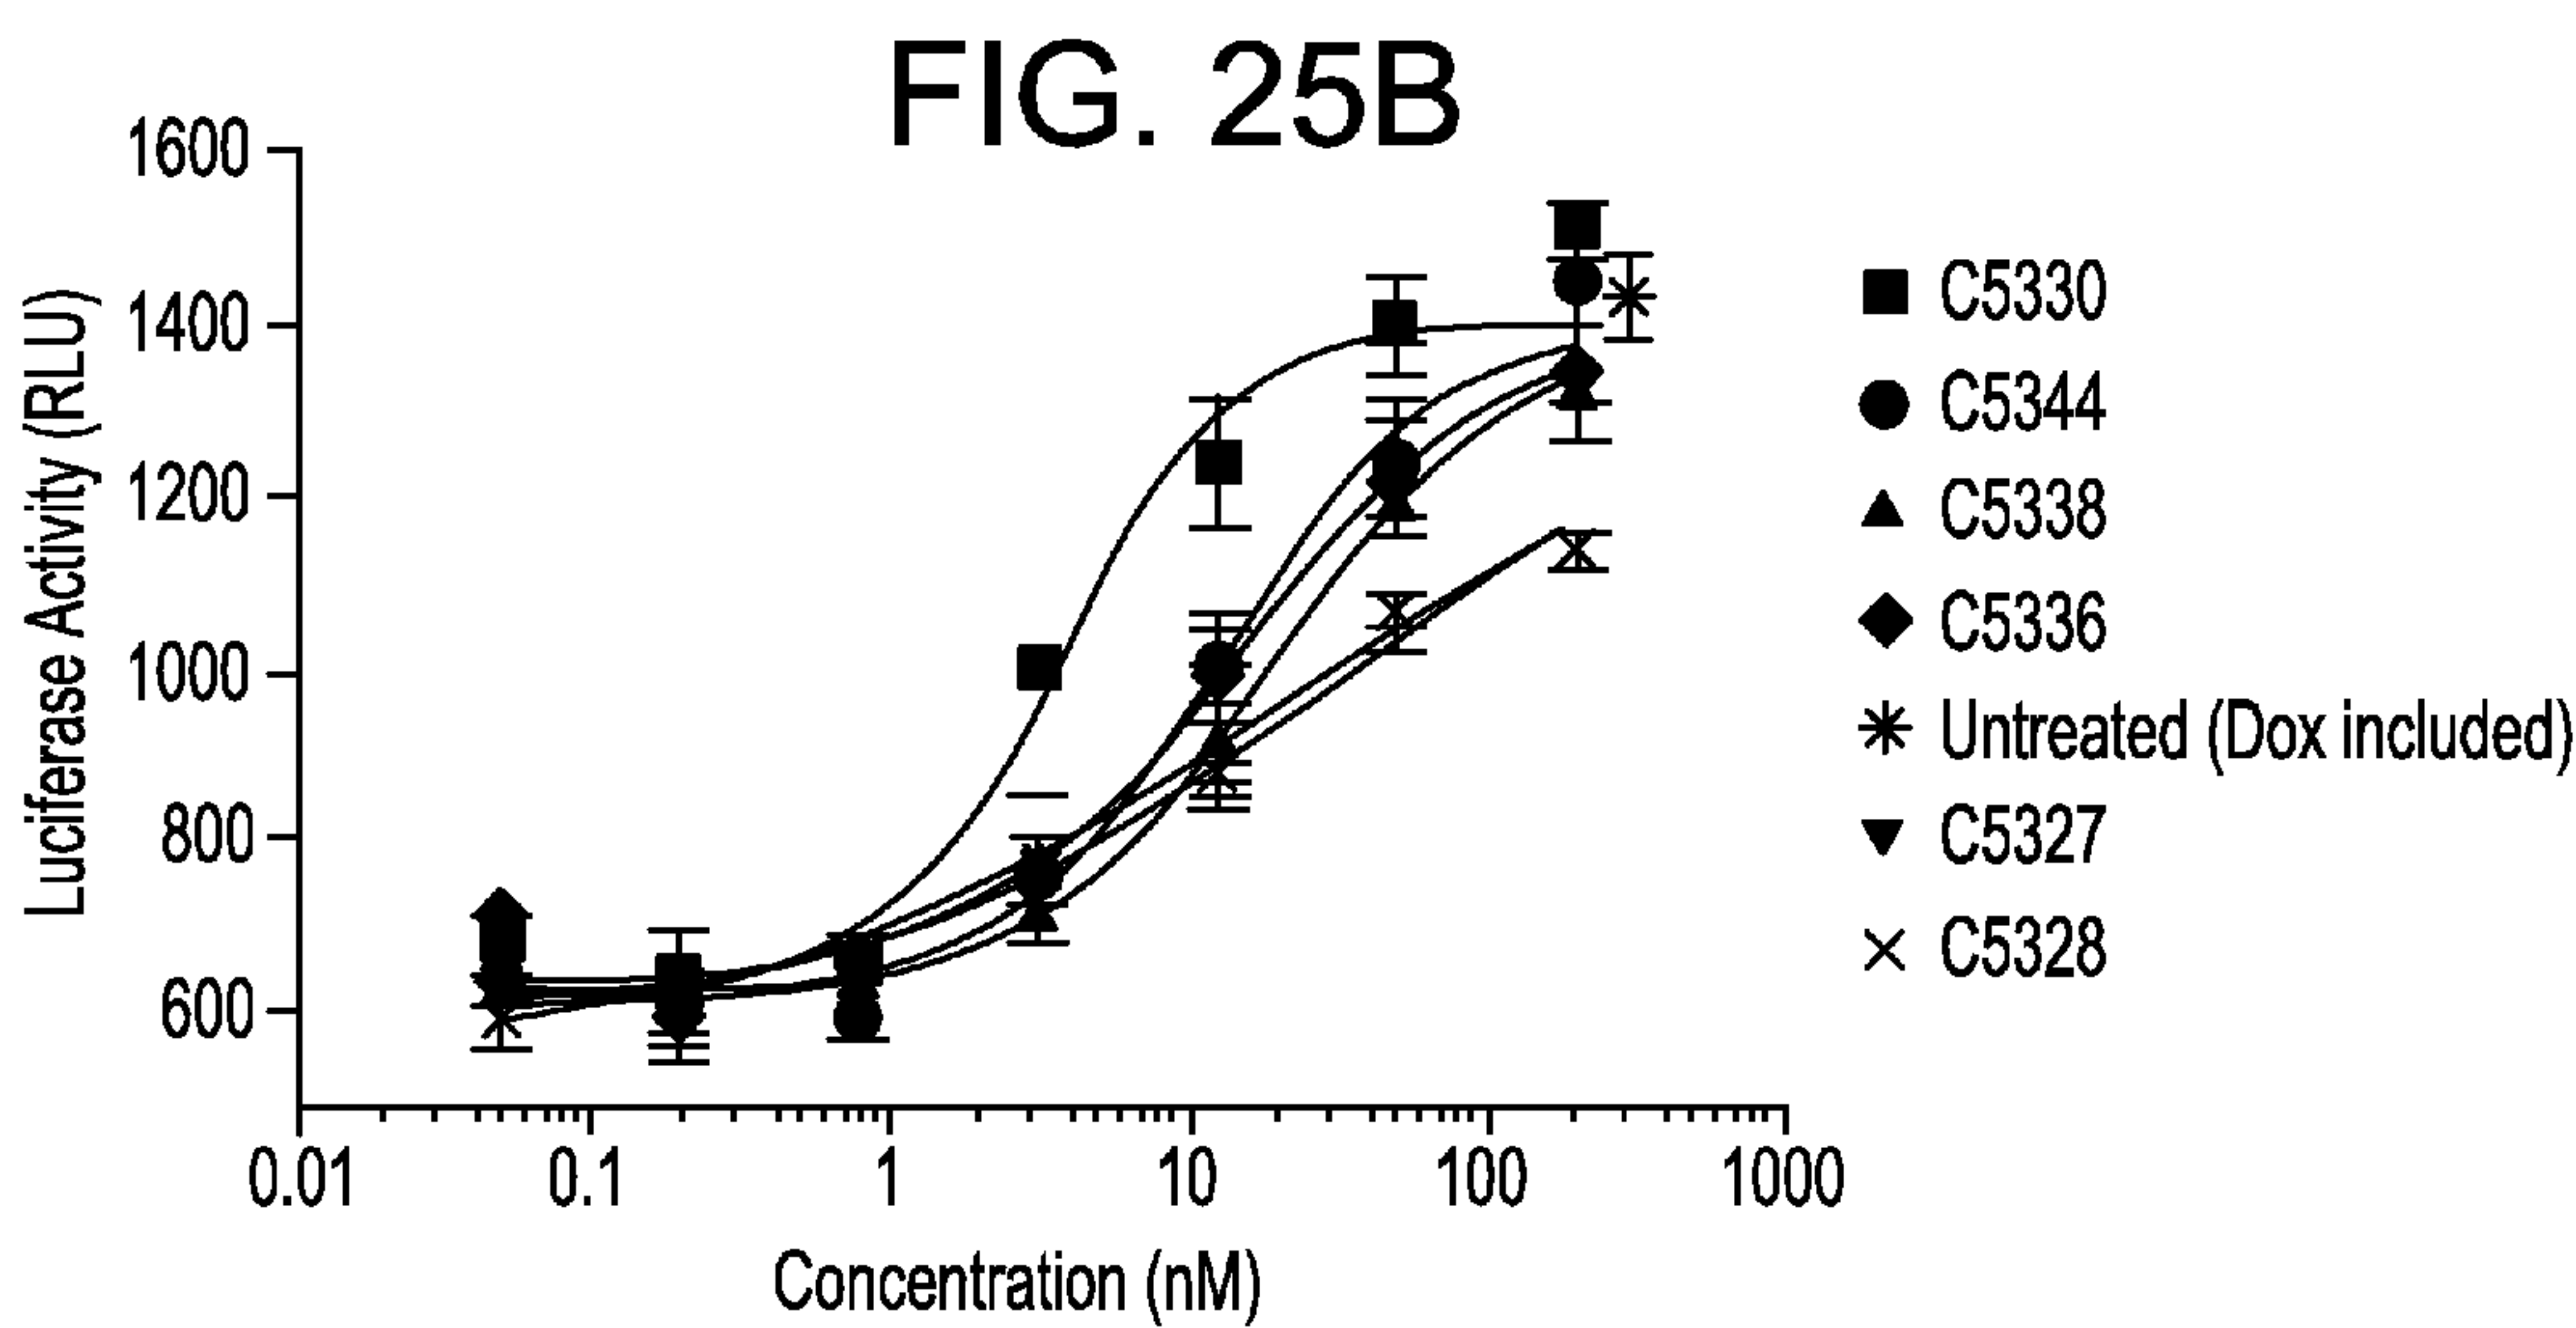 FIG. 25B
Luciferase Activity (RLU)
1600
1400
1200
1000
800
600
0.01 0.1 1 10 100 1000
Concentration (nM)
C5330
C5344
C5338
C5336
Untreated (Dox included)
C5327
C5328